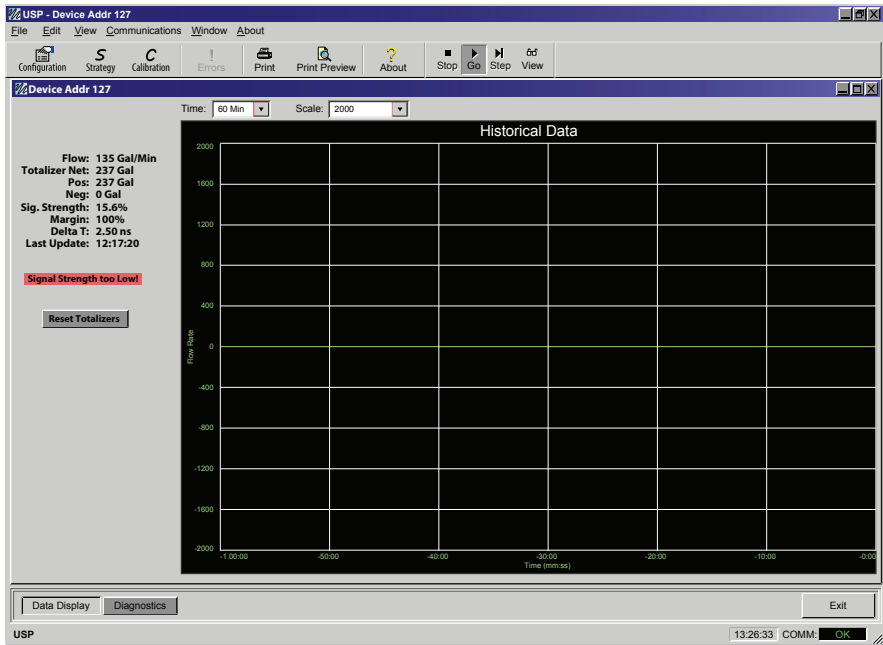 USP - Device Addr 127
File Edit View Communications Window About
Configuration S Strategy C Calibration ! Errors Print Print Preview ? About Stop Go Step View
Device Addr 127
Time: 60 Min Scale: 2000
Historical Data
Flow: 135 Gal/Min
Totalizer Net: 237 Gal
Pos: 237 Gal
Neg: 0 Gal
Sig. Strength: 15.6%
Margin: 100%
Delta T: 2.50 ns
Last Update: 12:17:20
Signal Strength too Low!
Reset Totalizers
2000
1600
1200
800
400
0
-400
-800
-1200
-1600
-2000
Flow Rate
-1.00:00 -50:00 -40:00 -30:00 -20:00 -10:00 -0:00
Time (mm:ss)
Data Display Diagnostics Exit
USP 13:26:33 COMM: OK